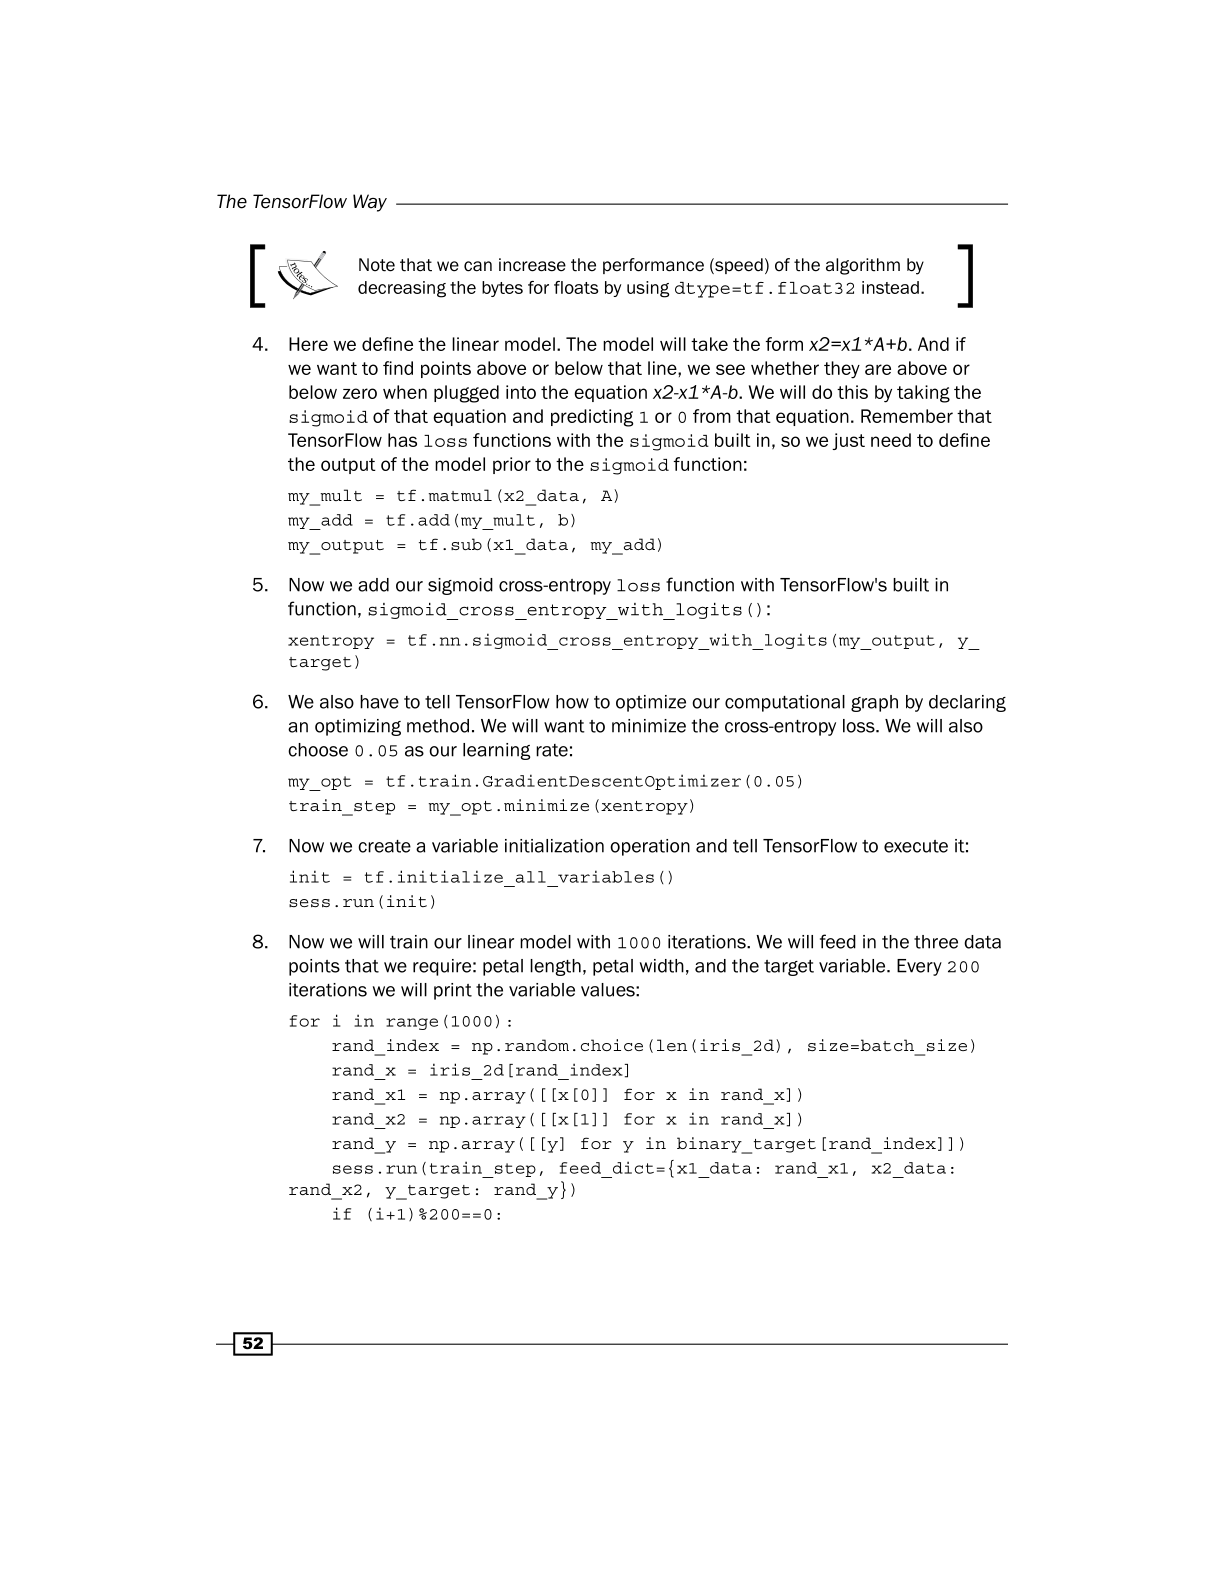 The TensorFlow Way
notes...
Note that we can increase the performance (speed) of the algorithm by
decreasing the bytes for floats by using dtype=tf.float32 instead.
4. Here we define the linear model. The model will take the form x2=x1*A+b. And if
we want to find points above or below that line, we see whether they are above or
below zero when plugged into the equation x2-x1*A-b. We will do this by taking the
sigmoid of that equation and predicting 1 or 0 from that equation. Remember that
TensorFlow has loss functions with the sigmoid built in, so we just need to define
the output of the model prior to the sigmoid function:
my_mult = tf.matmul(x2_data, A)
my_add = tf.add(my_mult, b)
my_output = tf.sub(x1_data, my_add)
5. Now we add our sigmoid cross-entropy loss function with TensorFlow's built in
function, sigmoid_cross_entropy_with_logits():
xentropy = tf.nn.sigmoid_cross_entropy_with_logits(my_output, y_
target)
6. We also have to tell TensorFlow how to optimize our computational graph by declaring
an optimizing method. We will want to minimize the cross-entropy loss. We will also
choose 0.05 as our learning rate:
my_opt = tf.train.GradientDescentOptimizer(0.05)
train_step = my_opt.minimize(xentropy)
7. Now we create a variable initialization operation and tell TensorFlow to execute it:
init = tf.initialize_all_variables()
sess.run(init)
8. Now we will train our linear model with 1000 iterations. We will feed in the three data
points that we require: petal length, petal width, and the target variable. Every 200
iterations we will print the variable values:
for i in range(1000):
    rand_index = np.random.choice(len(iris_2d), size=batch_size)
    rand_x = iris_2d[rand_index]
    rand_x1 = np.array([[x[0]] for x in rand_x])
    rand_x2 = np.array([[x[1]] for x in rand_x])
    rand_y = np.array([[y] for y in binary_target[rand_index]])
    sess.run(train_step, feed_dict={x1_data: rand_x1, x2_data:
rand_x2, y_target: rand_y})
    if (i+1)%200==0:
52